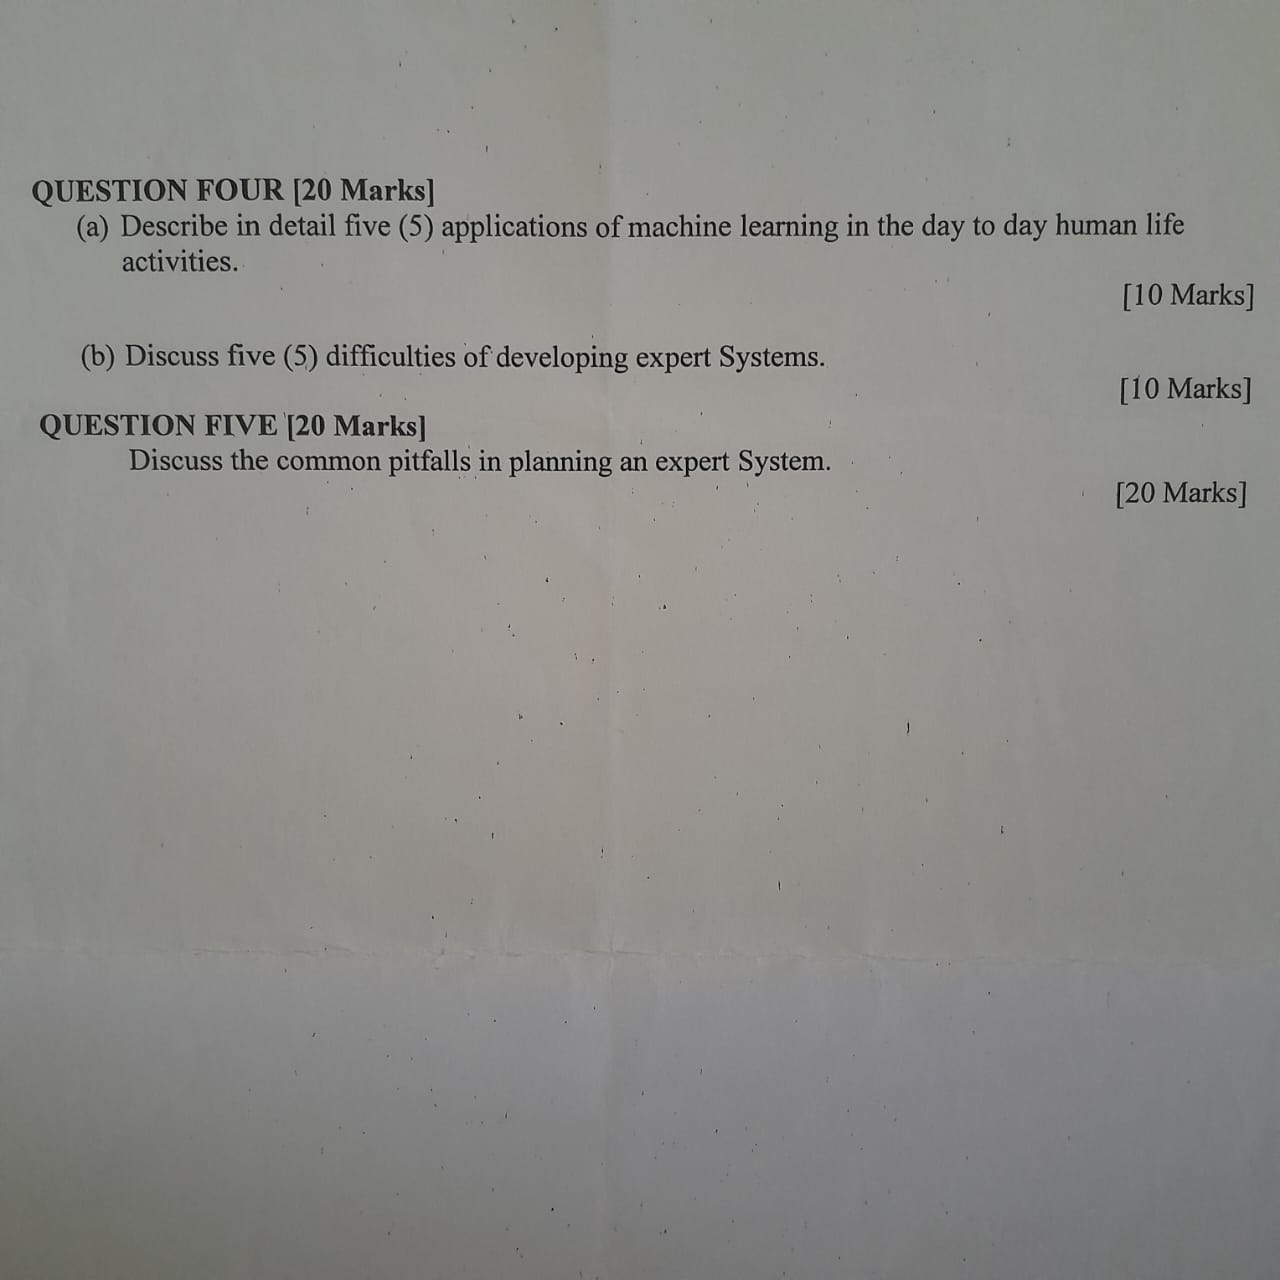 QUESTION FOUR [20 Marks]
(a) Describe in detail five (5) applications of machine learning in the day to day human life
activities.
[10 Marks]
(b) Discuss five (5) difficulties of developing expert Systems.
[10 Marks]
QUESTION FIVE [20 Marks]
Discuss the common pitfalls in planning an expert System.
[20 Marks]